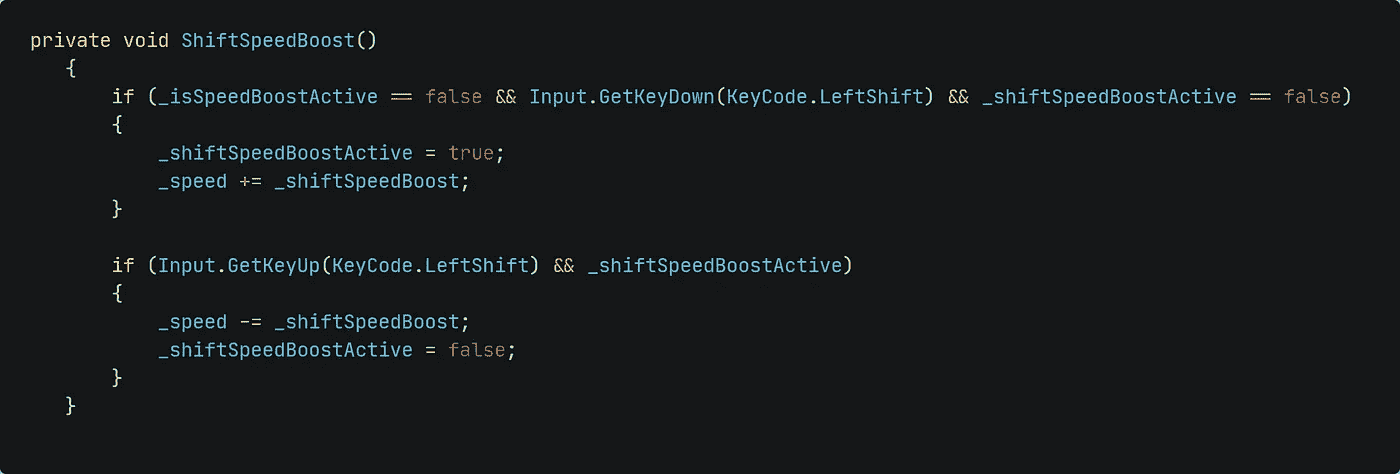 private void ShiftSpeedBoost()
{
if (_isSpeedBoostActive == false && Input.GetKeyDown(KeyCode.LeftShift) && _shiftSpeedBoostActive == false)
{
_shiftSpeedBoostActive = true;
_speed += _shiftSpeedBoost;
}
if (Input.GetKeyUp(KeyCode.LeftShift) && _shiftSpeedBoostActive)
{
_speed -= _shiftSpeedBoost;
_shiftSpeedBoostActive = false;
}
}